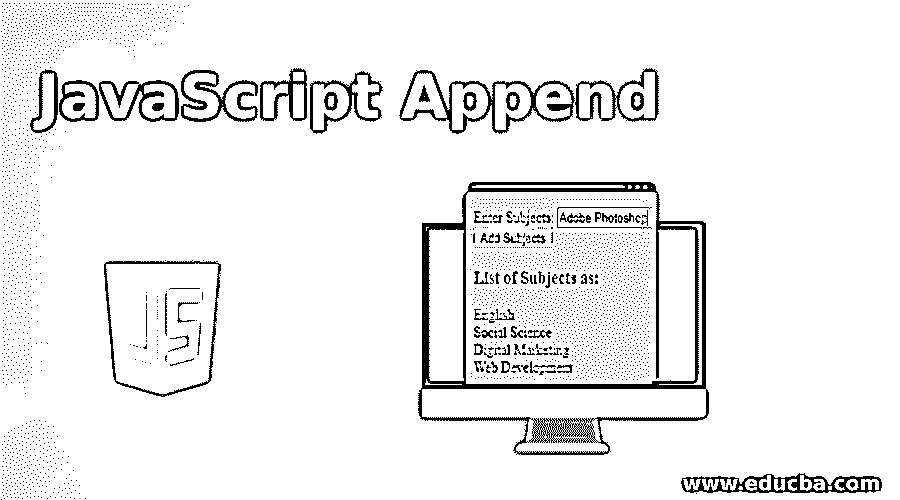 JavaScript Append
Enter Subjects: Adobe Photoshop
Add Subjects
List of Subjects as:
English
Social Science
Digital Marketing
Web Development
JS
www.educba.com